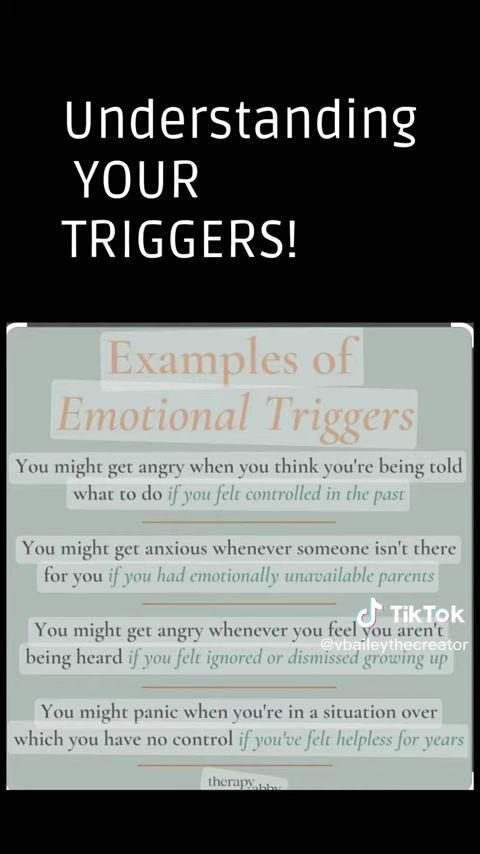 Understanding
YOUR
TRIGGERS!
Examples of
Emotional Triggers
You might get angry when you think you're being told
what to do if you felt controlled in the past
You might get anxious whenever someone isn't there
for you if you had emotionally unavailable parents
TikTok
@vbaileythecreator
You might get angry whenever you feel you aren't
being heard if you felt ignored or dismissed growing up
You might panic when you're in a situation over
which you have no control if you've felt helpless for years
therapy
abby